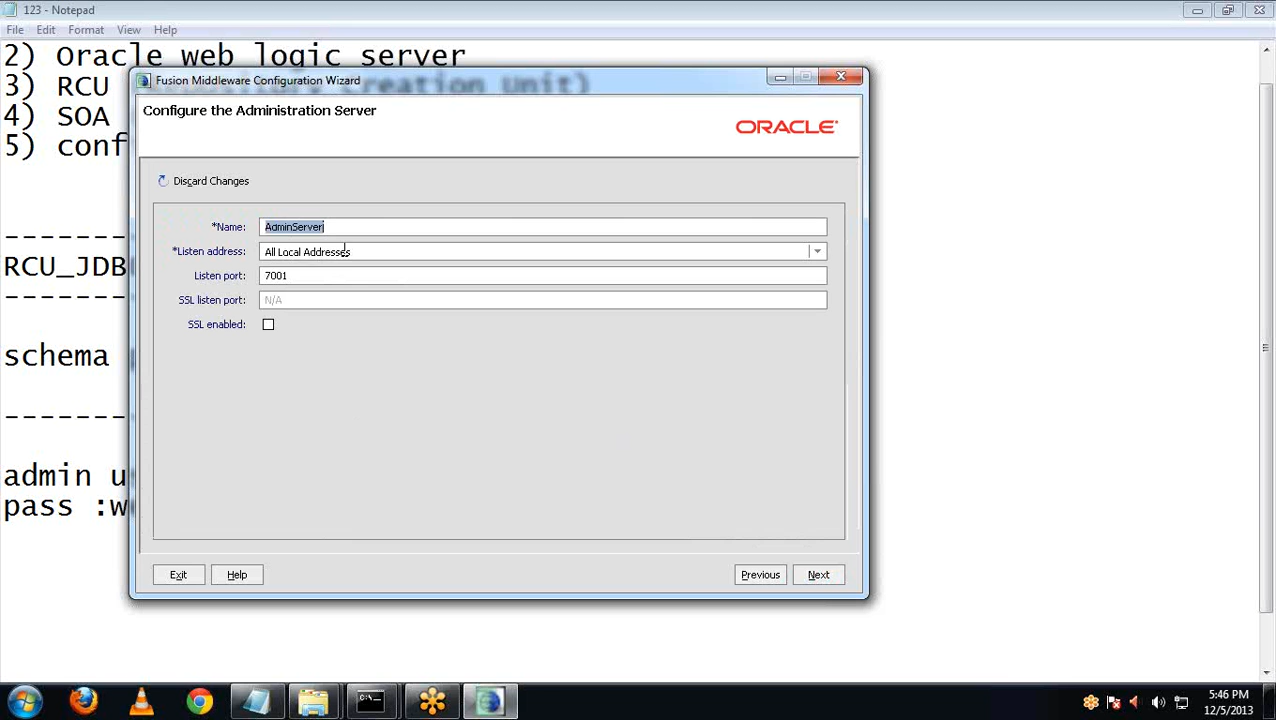 123 - Notepad
File Edit Format View Help
2) Oracle web logic server
3) RCU Creation Unit)
4) SOA
5) conf
Fusion Middleware Configuration Wizard
Configure the Administration Server
ORACLE
Discard Changes
*Name: AdminServer
*Listen address: All Local Addresses
Listen port: 7001
SSL listen port: N/A
SSL enabled:
---------
RCU_JDB
---------
schema
---------
admin u
pass :w
Exit Help Previous Next
5:46 PM
12/5/2013